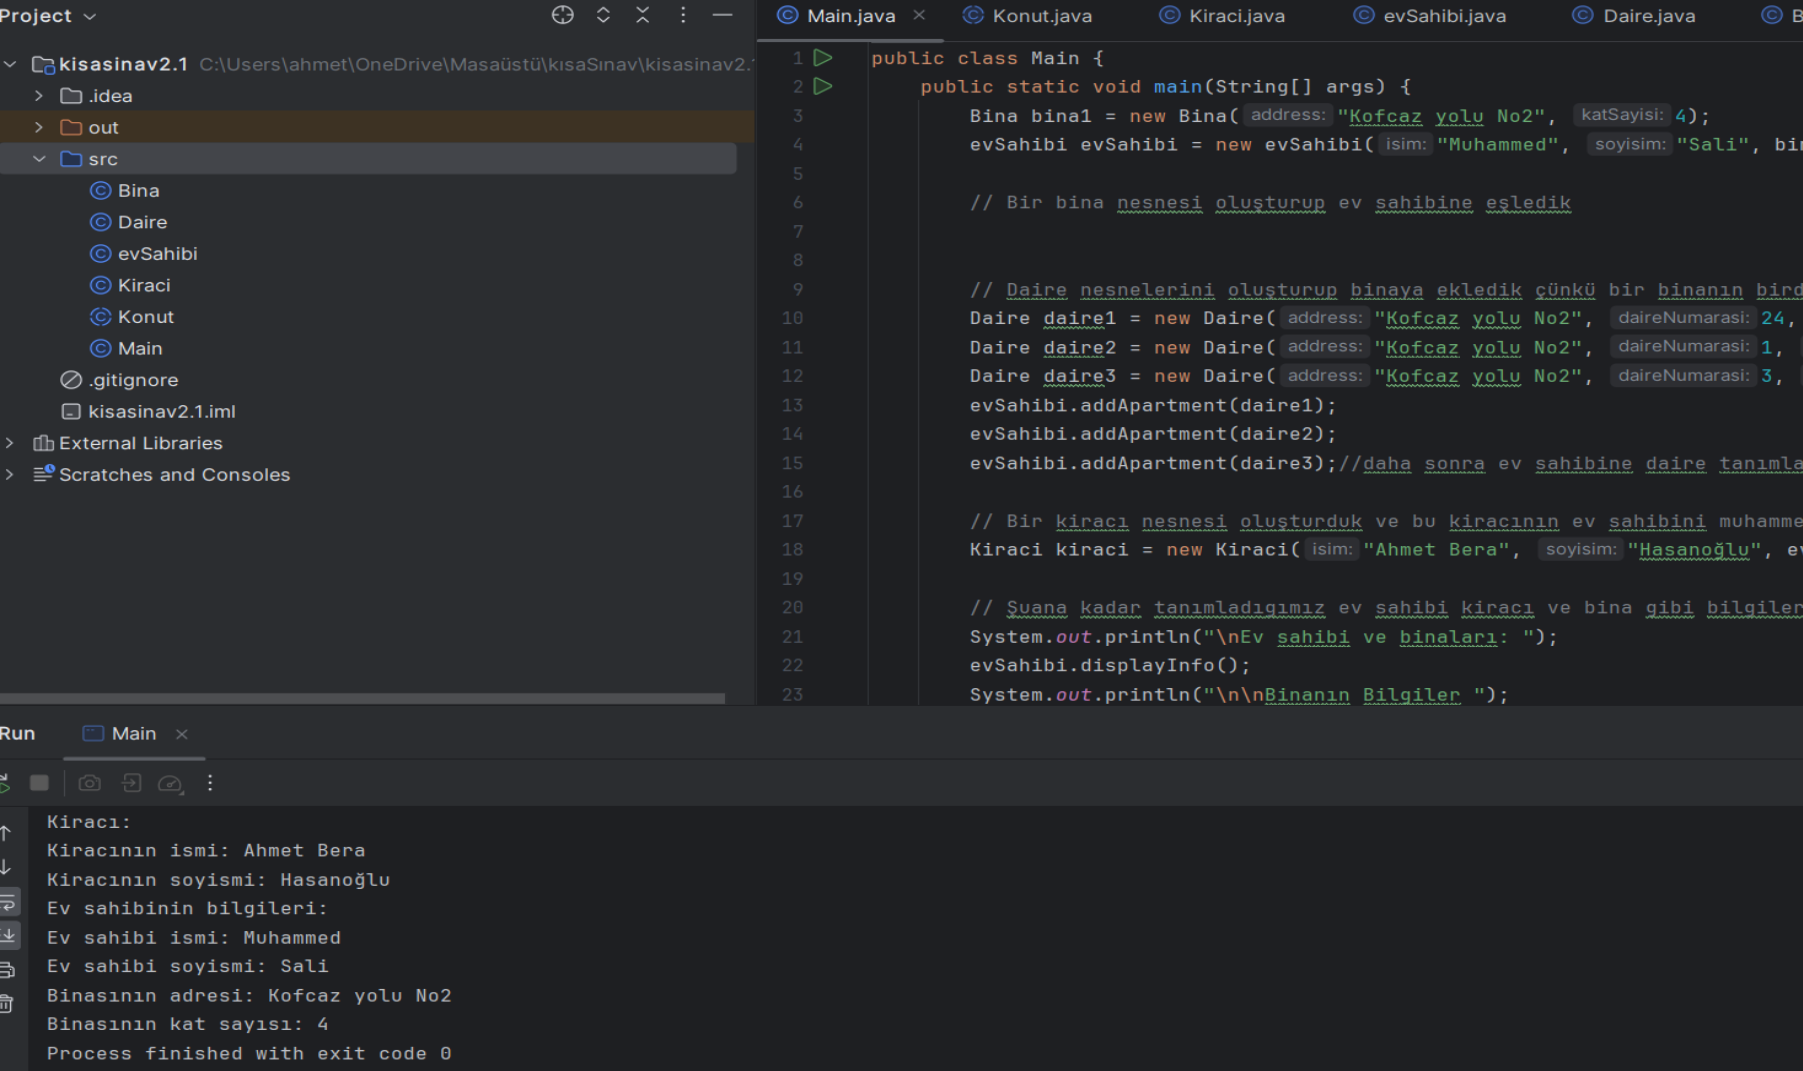 Project
kisasinav2.1 C:\Users\ahmet\OneDrive\Masaüstü\kısaSınav\kisasinav2.
.idea
out
src
Bina
Daire
evSahibi
Kiraci
Konut
Main
.gitignore
kisasinav2.1.iml
External Libraries
Scratches and Consoles
Main.java Konut.java Kiraci.java evSahibi.java Daire.java B
1 public class Main {
2 public static void main(String[] args) {
3 Bina bina1 = new Bina( address: "Kofcaz yolu No2", katSayisi: 4);
4 evSahibi evSahibi = new evSahibi( isim: "Muhammed", soyisim: "Sali", bin
5
6 // Bir bina nesnesi oluşturup ev sahibine eşledik
7
8
9 // Daire nesnelerini oluşturup binaya ekledik çünkü bir binanın bird
10 Daire daire1 = new Daire( address: "Kofcaz yolu No2", daireNumarasi: 24,
11 Daire daire2 = new Daire( address: "Kofcaz yolu No2", daireNumarasi: 1,
12 Daire daire3 = new Daire( address: "Kofcaz yolu No2", daireNumarasi: 3,
13 evSahibi.addApartment(daire1);
14 evSahibi.addApartment(daire2);
15 evSahibi.addApartment(daire3);//daha sonra ev sahibine daire tanımla
16
17 // Bir kiracı nesnesi oluşturduk ve bu kiracının ev sahibini muhamme
18 Kiraci kiraci = new Kiraci( isim: "Ahmet Bera", soyisim: "Hasanoğlu", ev
19
20 // Şuana kadar tanımladıgımız ev sahibi kiracı ve bina gibi bilgiler
21 System.out.println("\nEv sahibi ve binaları: ");
22 evSahibi.displayInfo();
23 System.out.println("\n\nBinanın Bilgiler ");
Run Main
Kiracı:
Kiracının ismi: Ahmet Bera
Kiracının soyismi: Hasanoğlu
Ev sahibinin bilgileri:
Ev sahibi ismi: Muhammed
Ev sahibi soyismi: Sali
Binasının adresi: Kofcaz yolu No2
Binasının kat sayısı: 4
Process finished with exit code 0